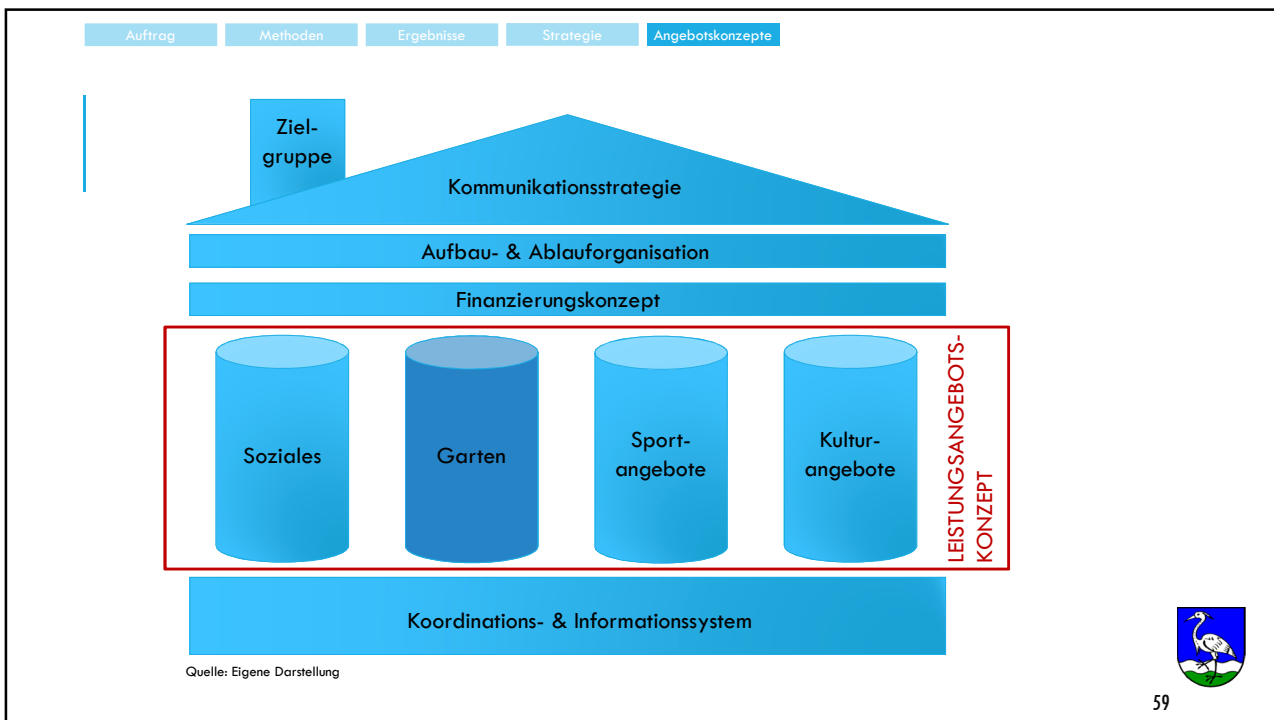 Auftrag Methoden Ergebnisse Strategie Angebotskonzepte
Ziel-
gruppe
Kommunikationsstrategie
Aufbau- & Ablauforganisation
Finanzierungskonzept
Soziales
Garten
Sport-
angebote
Kultur-
angebote
LEISTUNGSANGEBOTS-
KONZEPT
Koordinations- & Informationssystem
Quelle: Eigene Darstellung
59